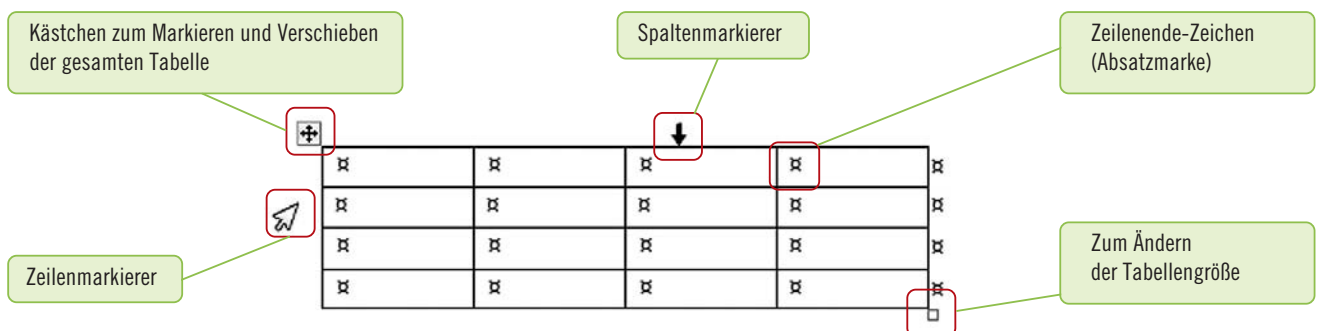 Kästchen zum Markieren und Verschieben
der gesamten Tabelle
Spaltenmarkierer
Zeilenende-Zeichen
(Absatzmarke)
¤ ¤ ¤ ¤ ¤
¤ ¤ ¤ ¤ ¤
¤ ¤ ¤ ¤ ¤
¤ ¤ ¤ ¤ ¤
Zeilenmarkierer
Zum Ändern
der Tabellengröße